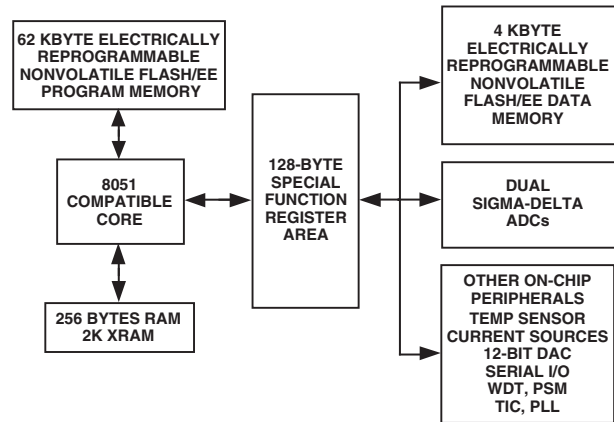 62 KBYTE ELECTRICALLY
REPROGRAMMABLE
NONVOLATILE FLASH/EE
PROGRAM MEMORY
8051
COMPATIBLE
CORE
256 BYTES RAM
2K XRAM
128-BYTE
SPECIAL
FUNCTION
REGISTER
AREA
4 KBYTE
ELECTRICALLY
REPROGRAMMABLE
NONVOLATILE
FLASH/EE DATA
MEMORY
DUAL
SIGMA-DELTA
ADCs
OTHER ON-CHIP
PERIPHERALS
TEMP SENSOR
CURRENT SOURCES
12-BIT DAC
SERIAL I/O
WDT, PSM
TIC, PLL